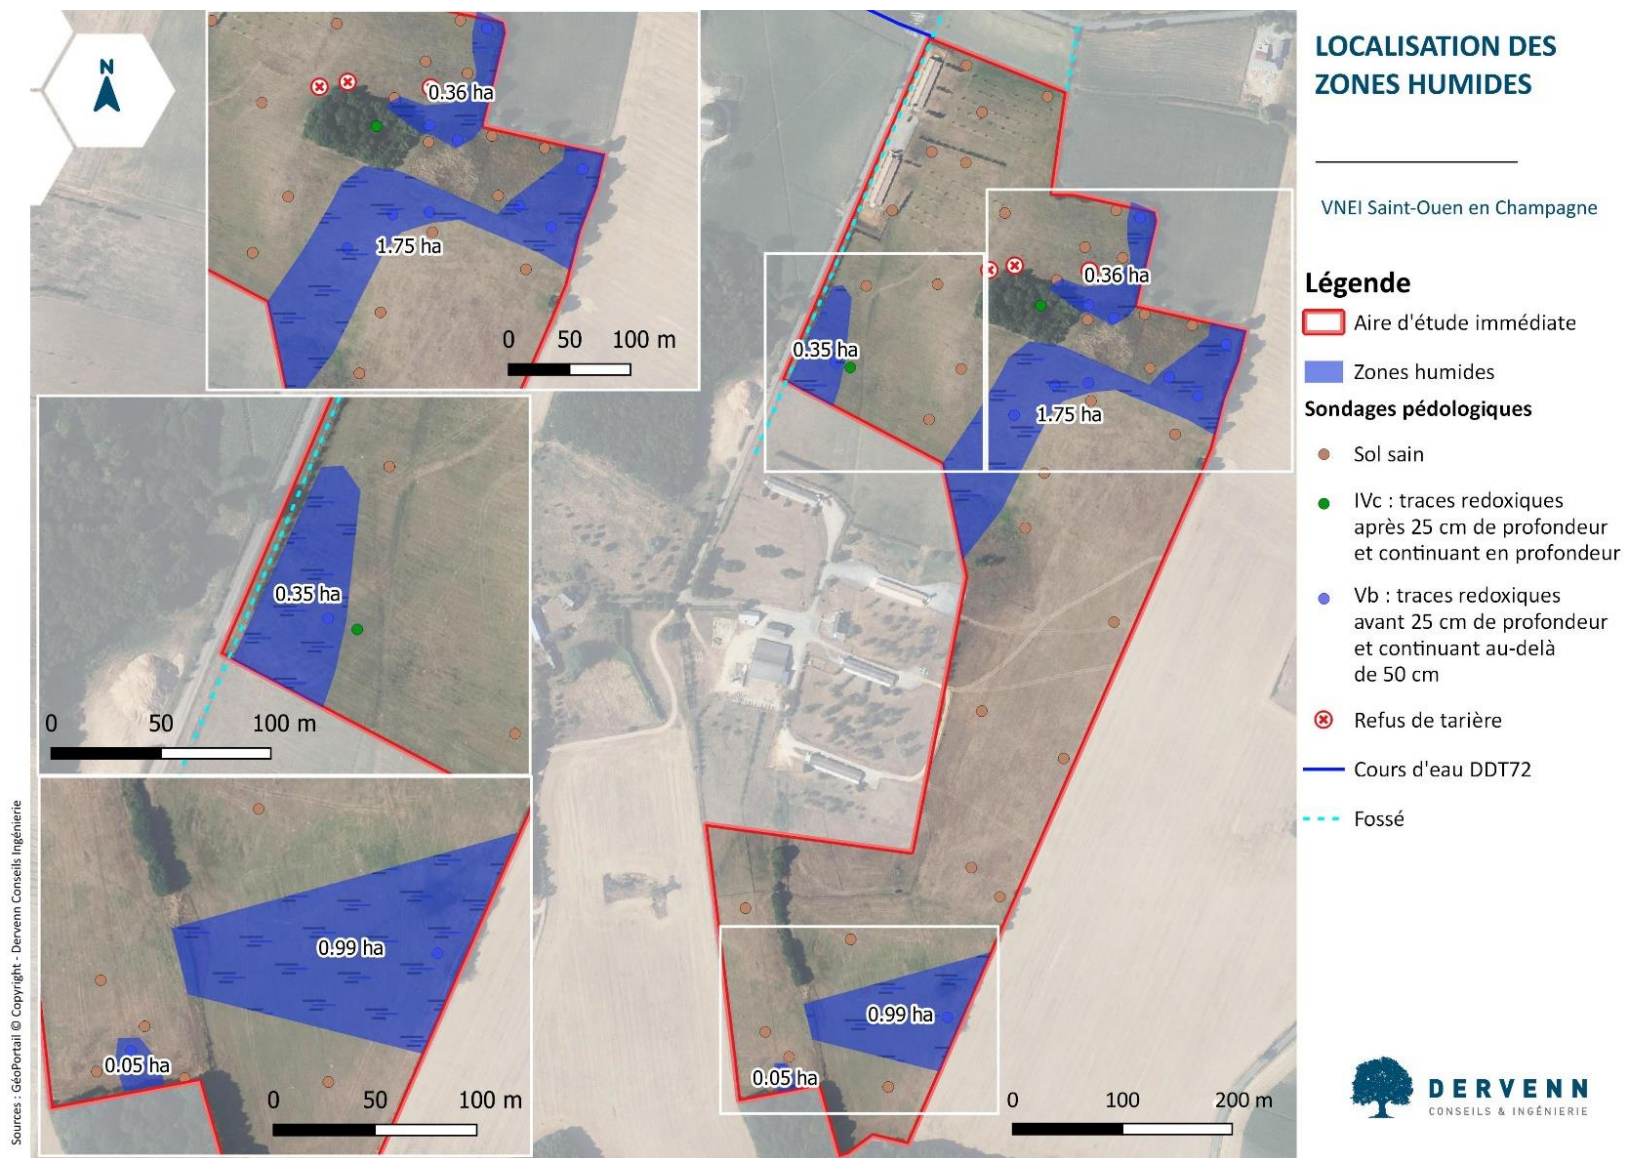 LOCALISATION DES
ZONES HUMIDES
VNEI Saint-Ouen en Champagne
Légende
Aire d'étude immédiate
Zones humides
Sondages pédologiques
Sol sain
IVc : traces redoxiques
après 25 cm de profondeur
et continuant en profondeur
Vb : traces redoxiques
avant 25 cm de profondeur
et continuant au-delà
de 50 cm
Refus de tarière
Cours d'eau DDT72
Fossé
DERVENN
CONSEILS & INGÉNIERIE
N
0.36 ha
1.75 ha
0 50 100 m
0.35 ha
0 50 100 m
0.99 ha
0.05 ha
0 50 100 m
0.36 ha
0.35 ha
1.75 ha
0.99 ha
0.05 ha
0 100 200 m
Sources : GéoPortail © Copyright - Dervenn Conseils Ingénierie